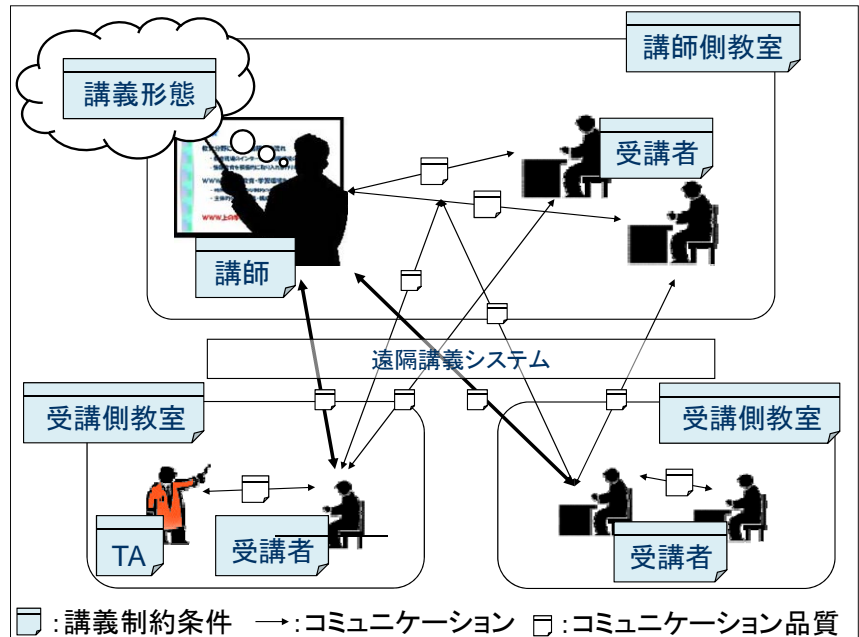 講師側教室
講義形態
受講者
講師
遠隔講義システム
受講側教室
受講側教室
TA
受講者
受講者
:講義制約条件 →:コミュニケーション :コミュニケーション品質